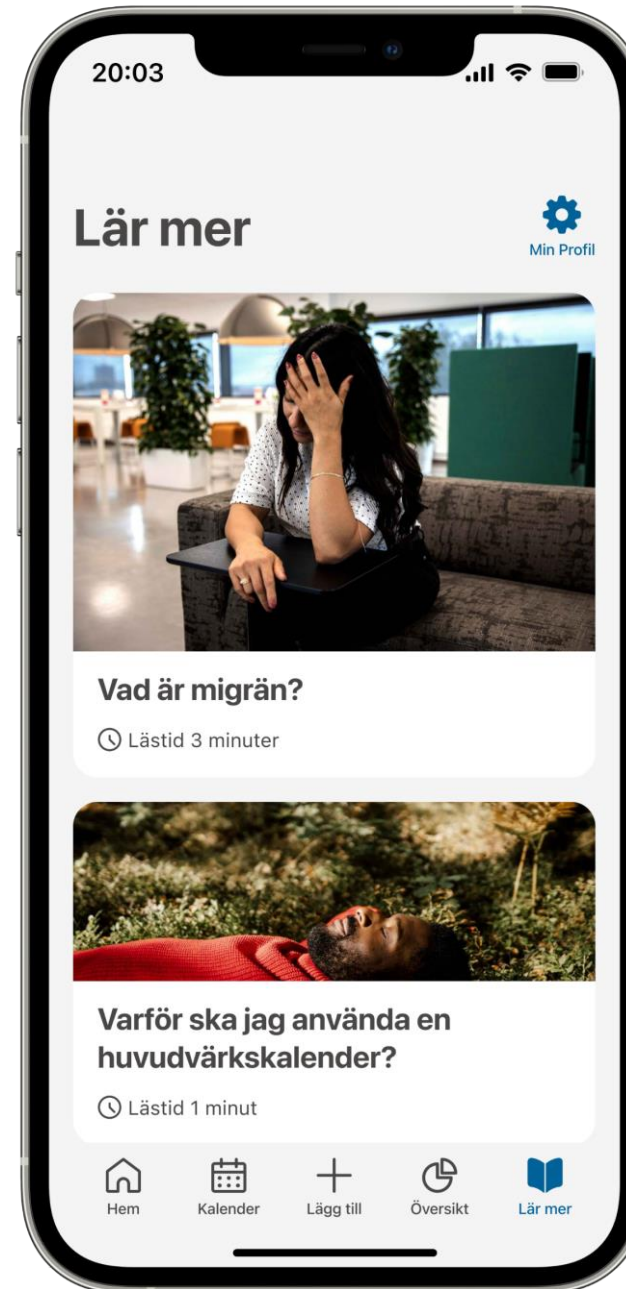 20:03
Lär mer
Min Profil
Vad är migrän?
Lästid 3 minuter
Varför ska jag använda en
huvudvärkskalender?
Lästid 1 minut
Hem
Kalender
Lägg till
Översikt
Lär mer